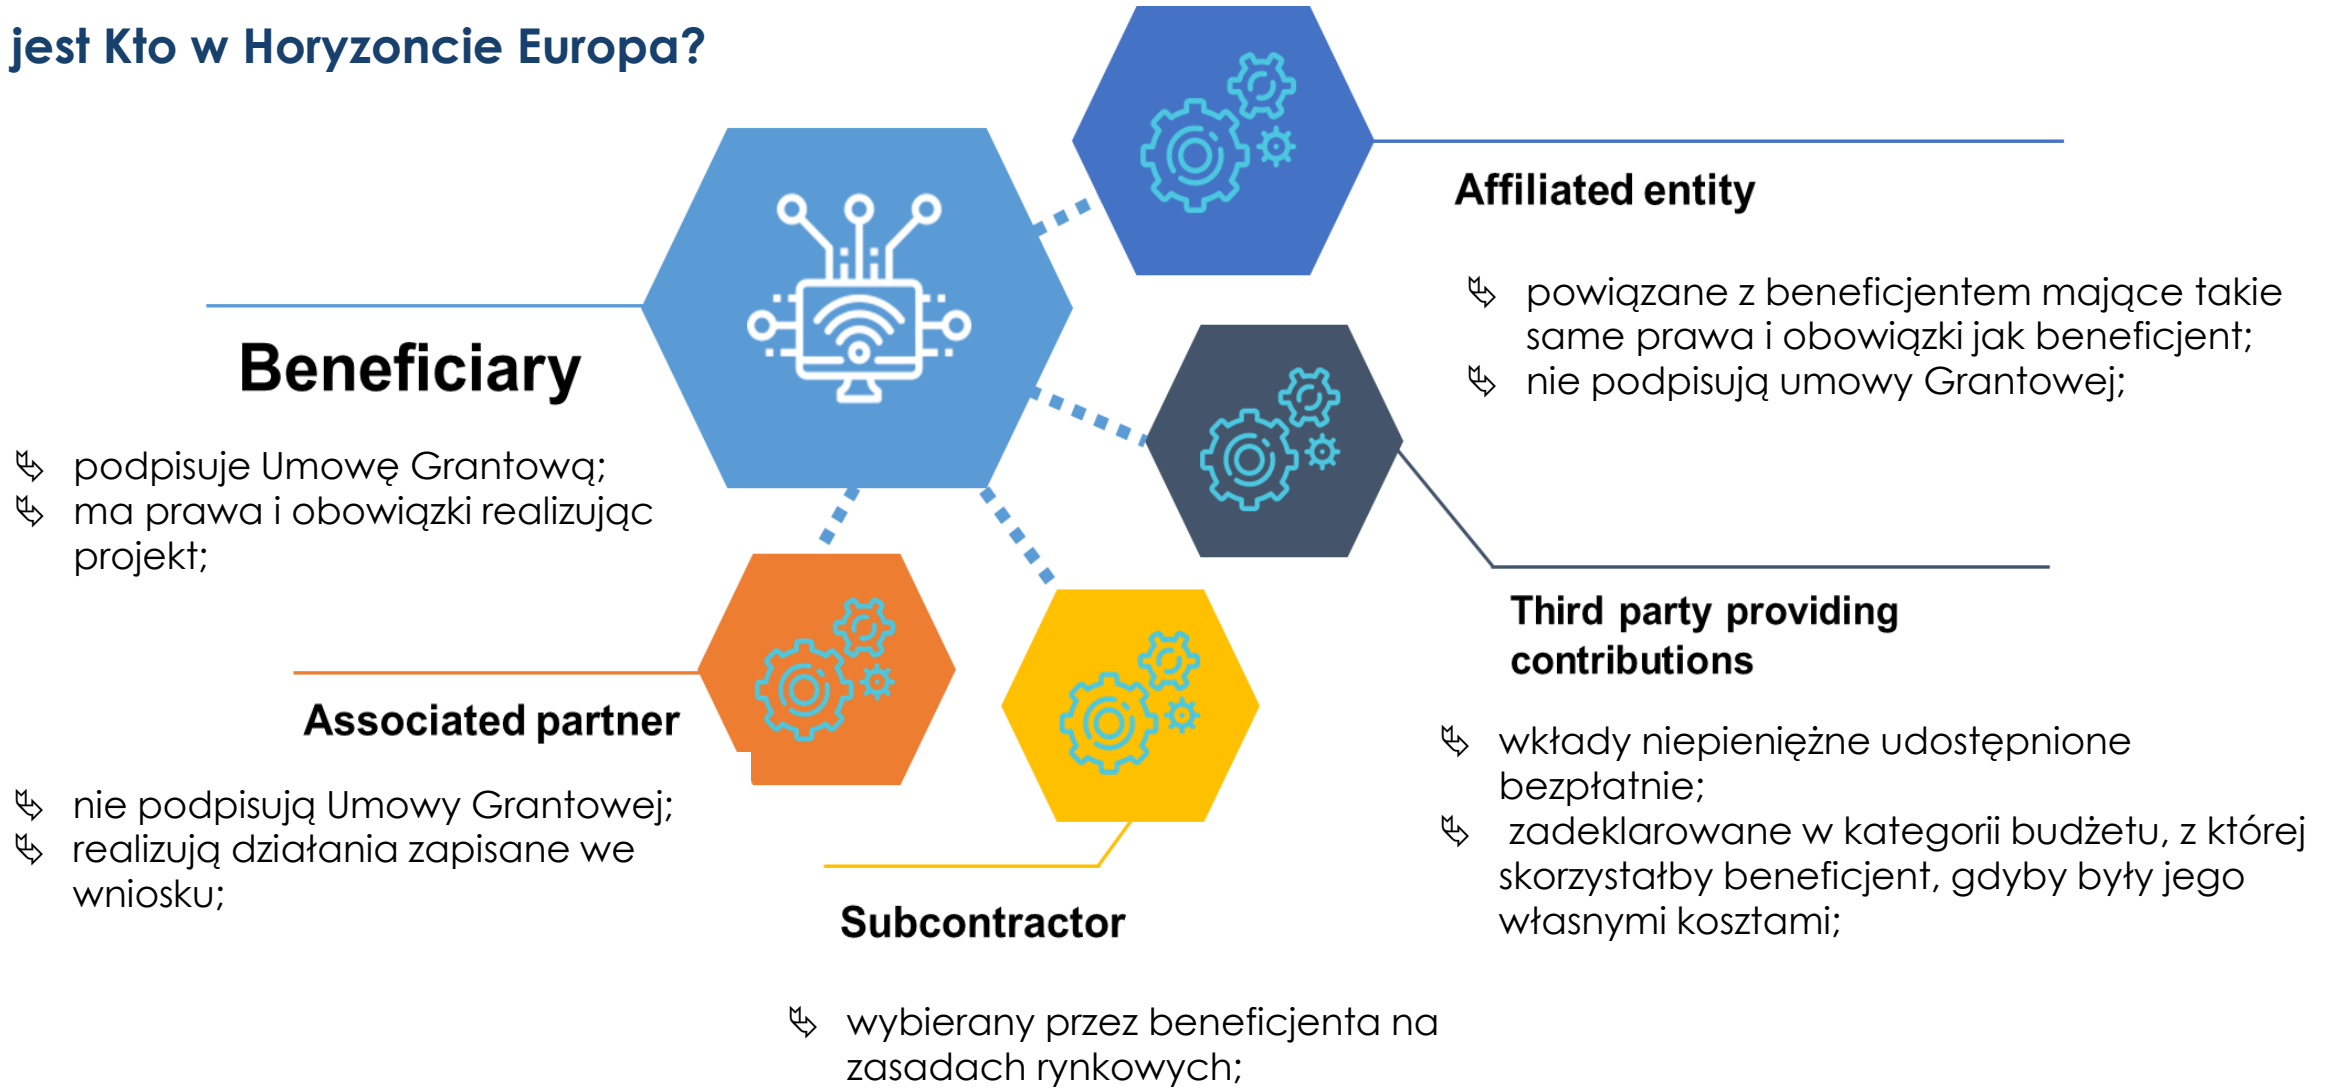 jest Kto w Horyzoncie Europa?
Beneficiary
podpisuje Umowę Grantową;
ma prawa i obowiązki realizując
projekt;
Affiliated entity
powiązane z beneficjentem mające takie
same prawa i obowiązki jak beneficjent;
nie podpisują umowy Grantowej;
Third party providing
contributions
wkłady niepieniężne udostępnione
bezpłatnie;
zadeklarowane w kategorii budżetu, z której
skorzystałby beneficjent, gdyby były jego
własnymi kosztami;
Associated partner
nie podpisują Umowy Grantowej;
realizują działania zapisane we
wniosku;
Subcontractor
wybierany przez beneficjenta na
zasadach rynkowych;